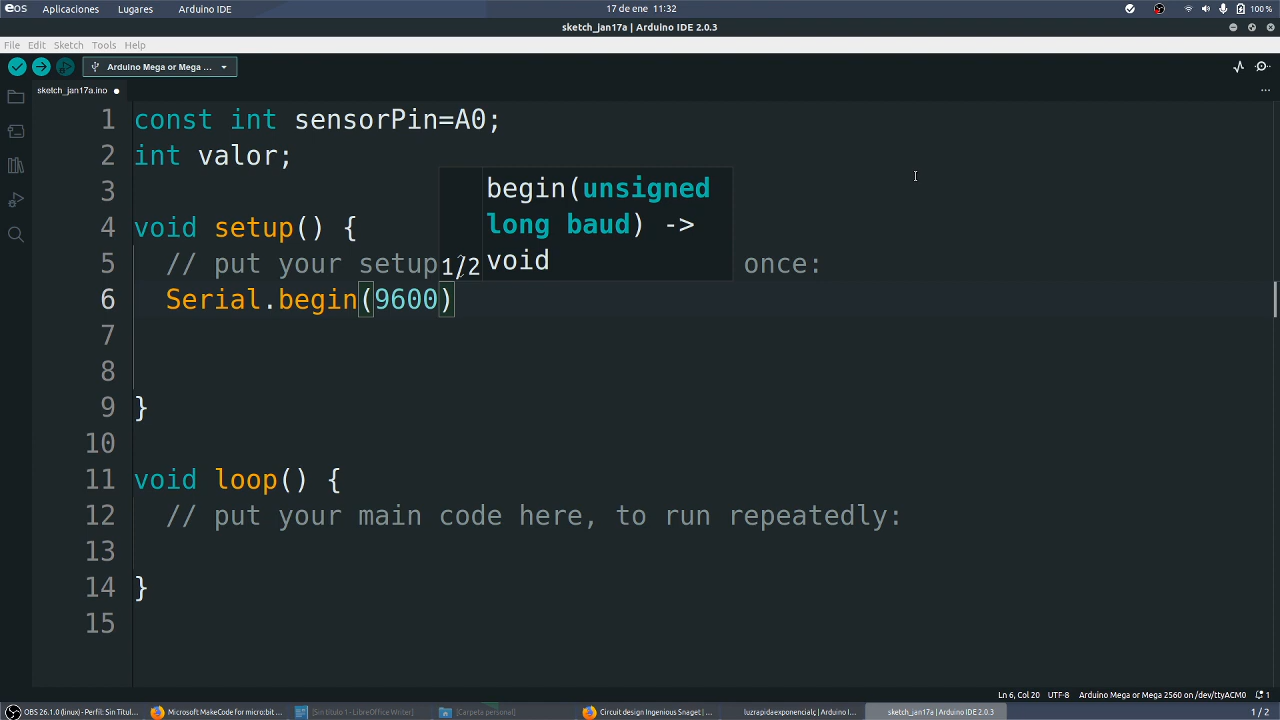 eos Aplicaciones Lugares Arduino IDE 17 de ene 11:32 100 %
sketch_jan17a | Arduino IDE 2.0.3
File Edit Sketch Tools Help
Arduino Mega or Mega ...
sketch_jan17a.ino
1 const int sensorPin=A0;
2 int valor;
3
begin(unsigned
long baud) ->
void
1/2
4 void setup() {
5 // put your setup once:
6 Serial.begin(9600)
7
8
9 }
10
11 void loop() {
12 // put your main code here, to run repeatedly:
13
14 }
15
Ln 6, Col 20 UTF-8 Arduino Mega or Mega 2560 on /dev/ttyACM0 1
OBS 26.1.0 (linux) - Perfil: Sin Titul... Microsoft MakeCode for micro:bit ... [Sin título 1 - LibreOffice Writer] [Carpeta personal] Circuit design Ingenious Snaget | ... luzrapidaexponencialç | Arduino I... sketch_jan17a | Arduino IDE 2.0.3 1 / 2